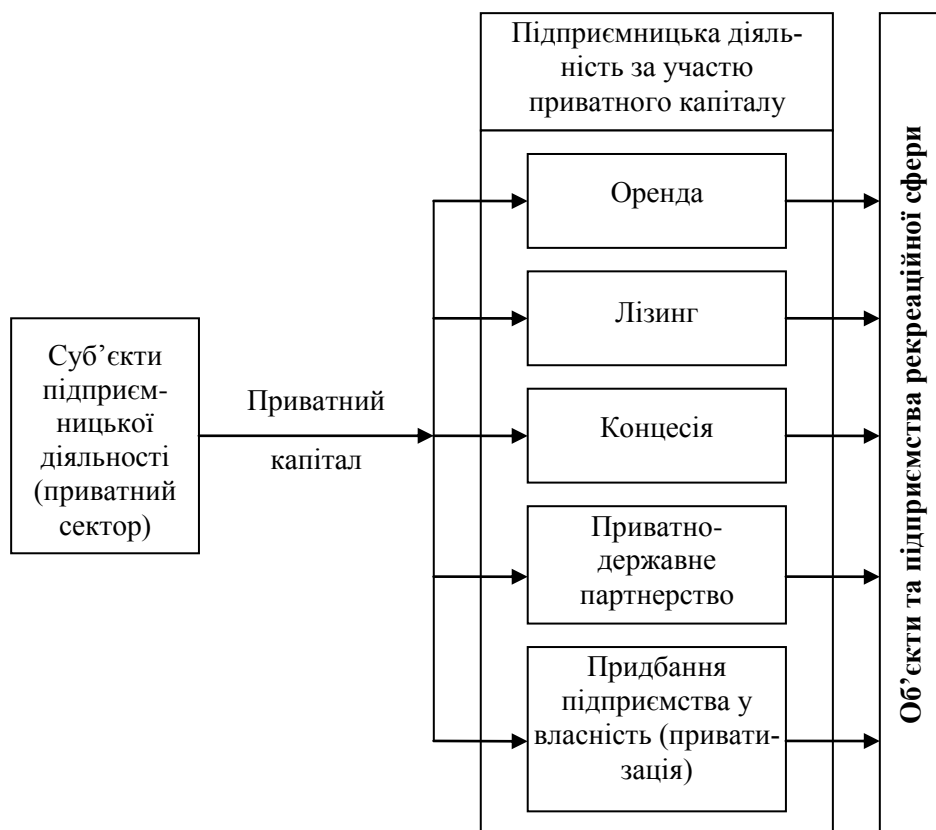 Підприємницька діяль-
ність за участю
приватного капіталу
Оренда
Лізинг
Концесія
Приватно-
державне
партнерство
Придбання
підприємства у
власність (привати-
зація)
Суб’єкти
підприєм-
ницької
діяльності
(приватний
сектор)
Приватний
капітал
Об’єкти та підприємства рекреаційної сфери